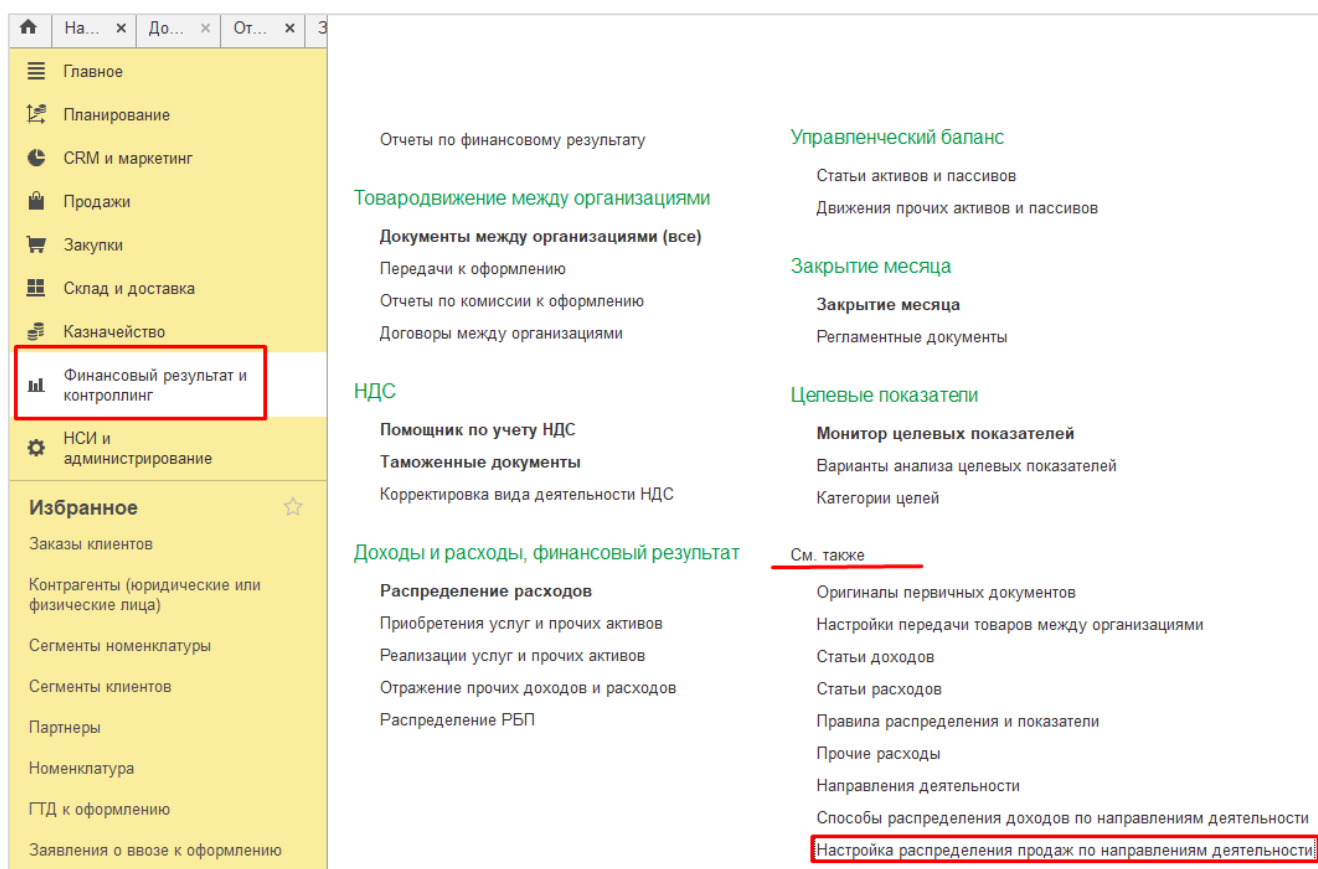 На...
До...
От...
З
Главное
Планирование
CRM и маркетинг
Продажи
Закупки
Склад и доставка
Казначейство
Финансовый результат и
контроллинг
НСИ и
администрирование
Избранное
Заказы клиентов
Контрагенты (юридические или
физические лица)
Сегменты номенклатуры
Сегменты клиентов
Партнеры
Номенклатура
ГТД к оформлению
Заявления о ввозе к оформлению
Отчеты по финансовому результату
Товародвижение между организациями
Документы между организациями (все)
Передачи к оформлению
Отчеты по комиссии к оформлению
Договоры между организациями
НДС
Помощник по учету НДС
Таможенные документы
Корректировка вида деятельности НДС
Доходы и расходы, финансовый результат
Распределение расходов
Приобретения услуг и прочих активов
Реализации услуг и прочих активов
Отражение прочих доходов и расходов
Распределение РБП
Управленческий баланс
Статьи активов и пассивов
Движения прочих активов и пассивов
Закрытие месяца
Закрытие месяца
Регламентные документы
Целевые показатели
Монитор целевых показателей
Варианты анализа целевых показателей
Категории целей
См. также
Оригиналы первичных документов
Настройки передачи товаров между организациями
Статьи доходов
Статьи расходов
Правила распределения и показатели
Прочие расходы
Направления деятельности
Способы распределения доходов по направлениям деятельности
Настройка распределения продаж по направлениям деятельности